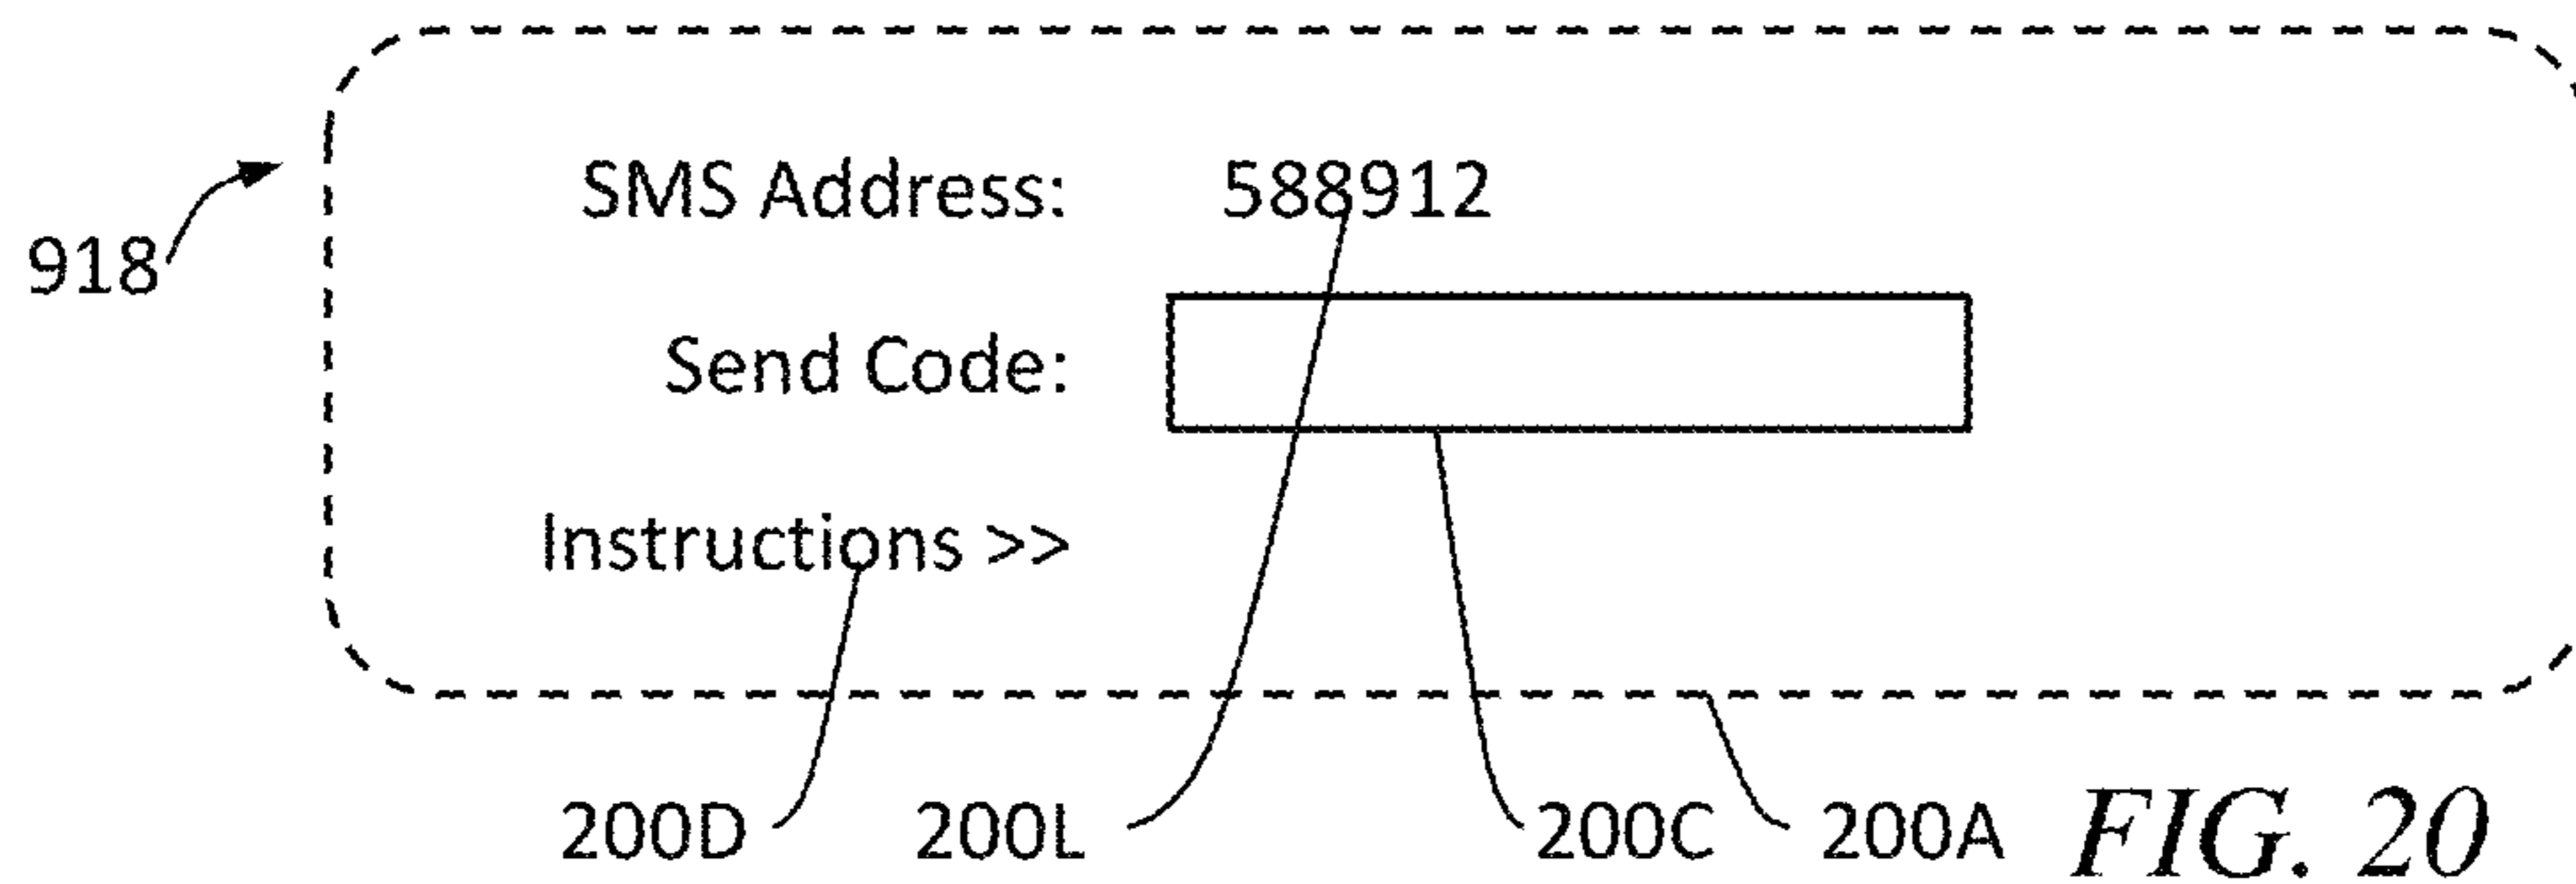 SMS Address: 588912
918
Send Code:
Instructions >>
200D 200L 200C 200A FIG. 20